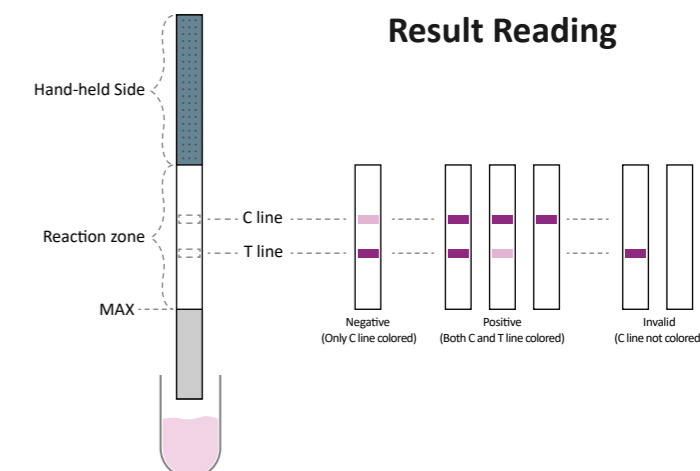 Result Reading
Hand-held Side
C line
Reaction zone
T line
MAX
Negative
(Only C line colored)
Positive
(Both C and T line colored)
Invalid
(C line not colored